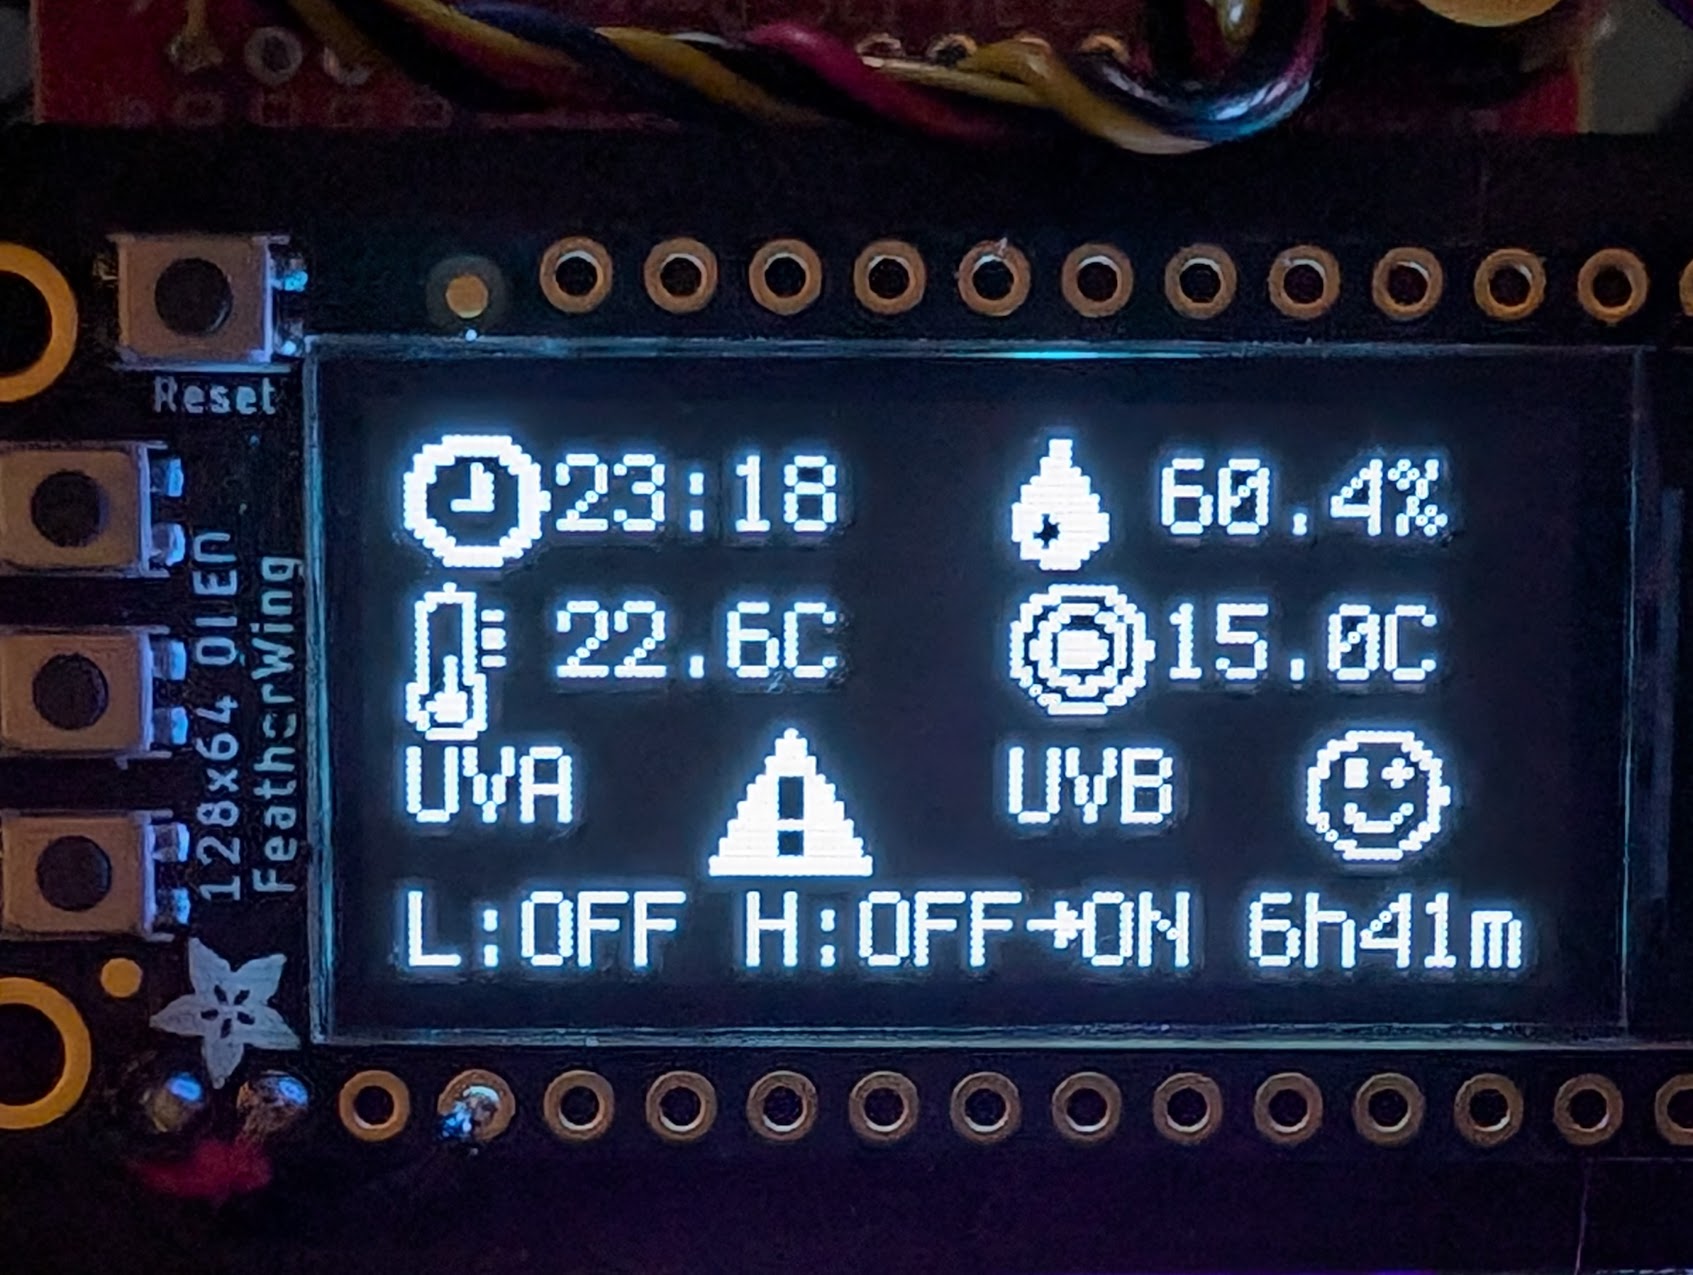 Reset
128x64 OLED
FeatherWing
23:18 60.4%
22.6C 15.0C
UVA UVB
L:OFF H:OFF→ON 6h41m